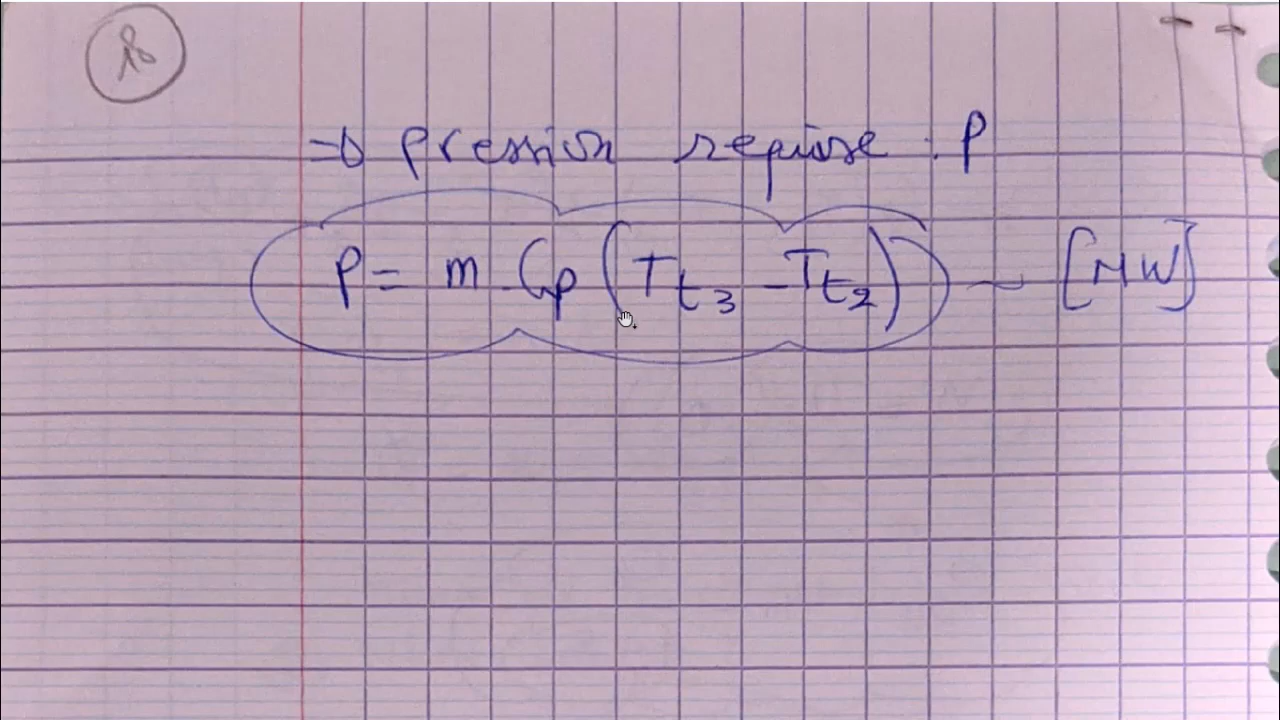 ⇒ pression requise : P
P = m Cp (Tt3 - Tt2) ~ [MW]